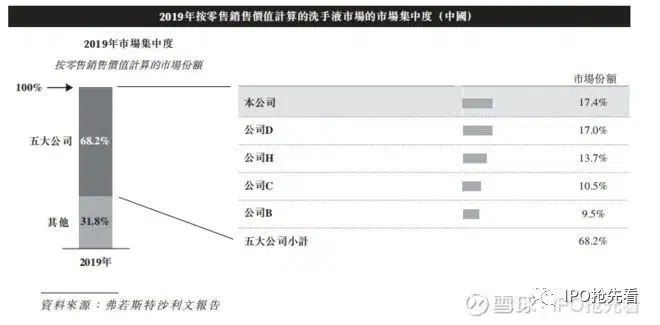 2019年按零售銷售價值計算的洗手液市場的市場集中度（中國）
2019年市場集中度
按零售銷售價值計算的市場份額
市場份額
100%
本公司 17.4%
五大公司 68.2%
公司D 17.0%
公司H 13.7%
公司C 10.5%
其他 31.8%
公司B 9.5%
五大公司小計 68.2%
2019年
資料來源：弗若斯特沙利文報告
雪球：IPO抢先看
IPO抢先看